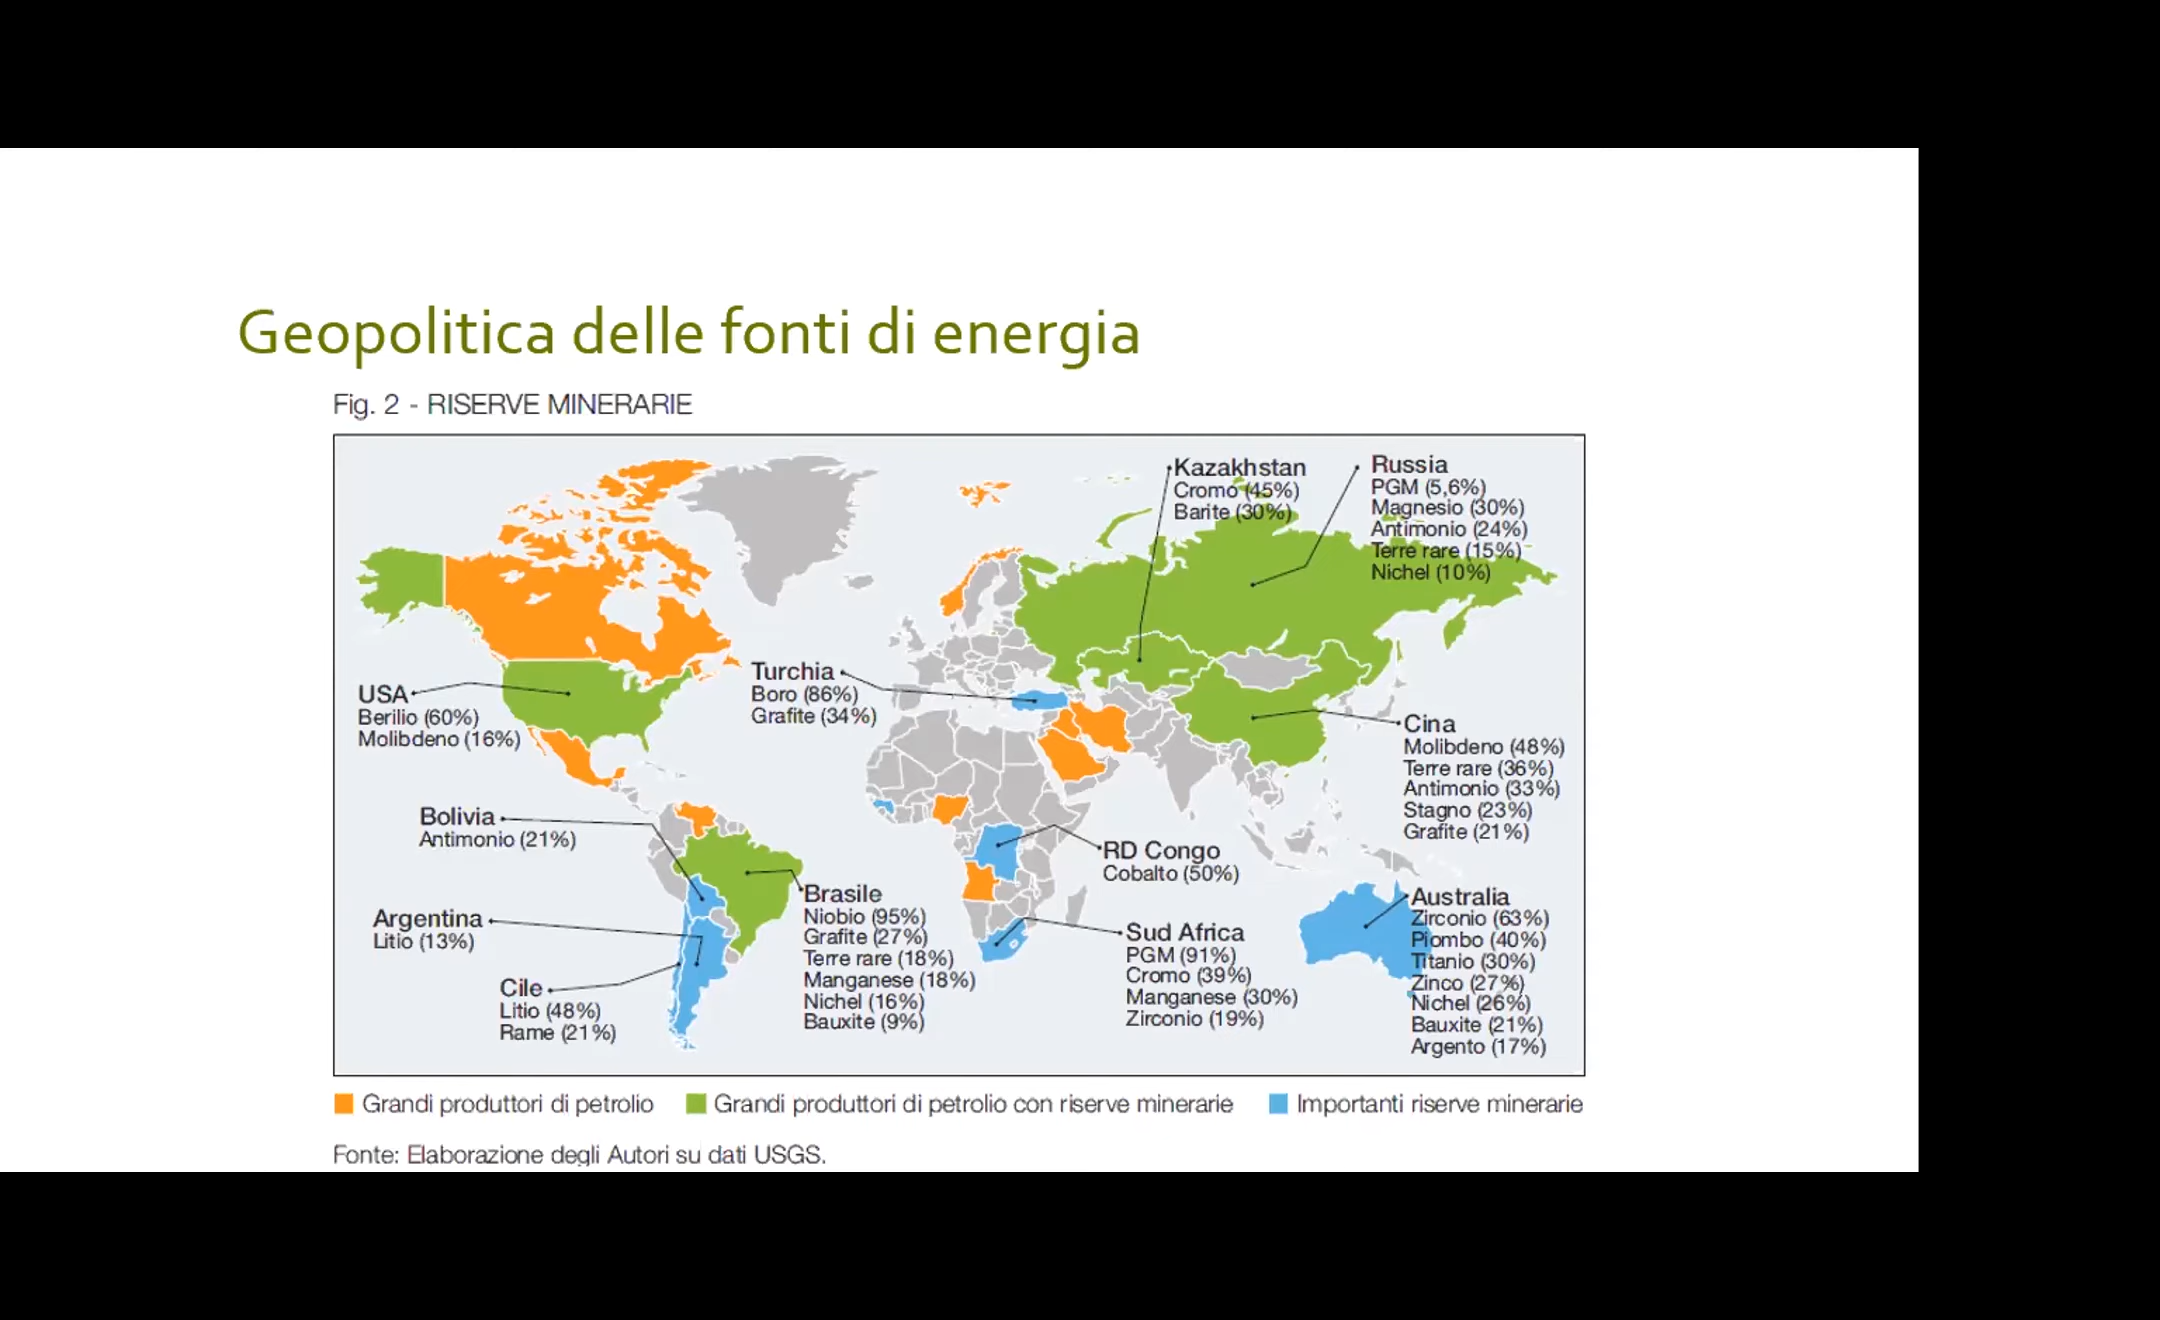 Geopolitica delle fonti di energia
Fig. 2 - RISERVE MINERARIE
Kazakhstan
Cromo (45%)
Barite (30%)
Russia
PGM (5,6%)
Magnesio (30%)
Antimonio (24%)
Terre rare (15%)
Nichel (10%)
USA
Berilio (60%)
Molibdeno (16%)
Turchia
Boro (86%)
Grafite (34%)
Cina
Molibdeno (48%)
Terre rare (36%)
Antimonio (33%)
Stagno (23%)
Grafite (21%)
Bolivia
Antimonio (21%)
RD Congo
Cobalto (50%)
Argentina
Litio (13%)
Brasile
Niobio (95%)
Grafite (27%)
Terre rare (18%)
Manganese (18%)
Nichel (16%)
Bauxite (9%)
Sud Africa
PGM (91%)
Cromo (39%)
Manganese (30%)
Zirconio (19%)
Australia
Zirconio (63%)
Piombo (40%)
Titanio (30%)
Zinco (27%)
Nichel (26%)
Bauxite (21%)
Argento (17%)
Cile
Litio (48%)
Rame (21%)
Grandi produttori di petrolio
Grandi produttori di petrolio con riserve minerarie
Importanti riserve minerarie
Fonte: Elaborazione degli Autori su dati USGS.